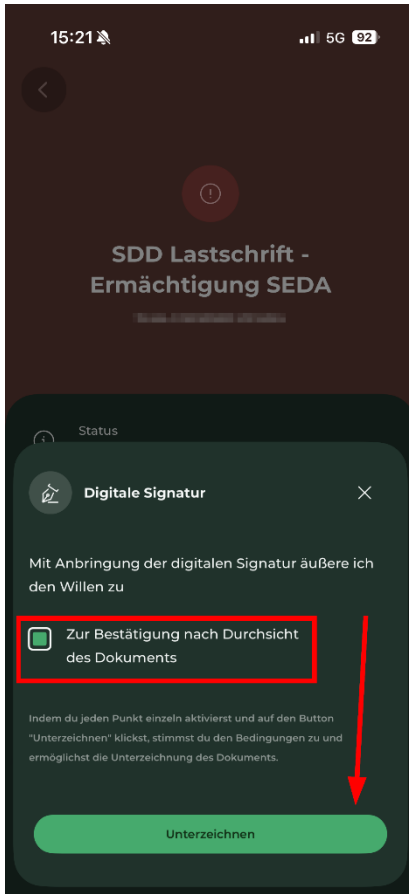 15:21
5G 92
SDD Lastschrift -
Ermächtigung SEDA
Status
Digitale Signatur
Mit Anbringung der digitalen Signatur äußere ich
den Willen zu
Zur Bestätigung nach Durchsicht
des Dokuments
Indem du jeden Punkt einzeln aktivierst und auf den Button
"Unterzeichnen" klickst, stimmst du den Bedingungen zu und
ermöglichst die Unterzeichnung des Dokuments.
Unterzeichnen